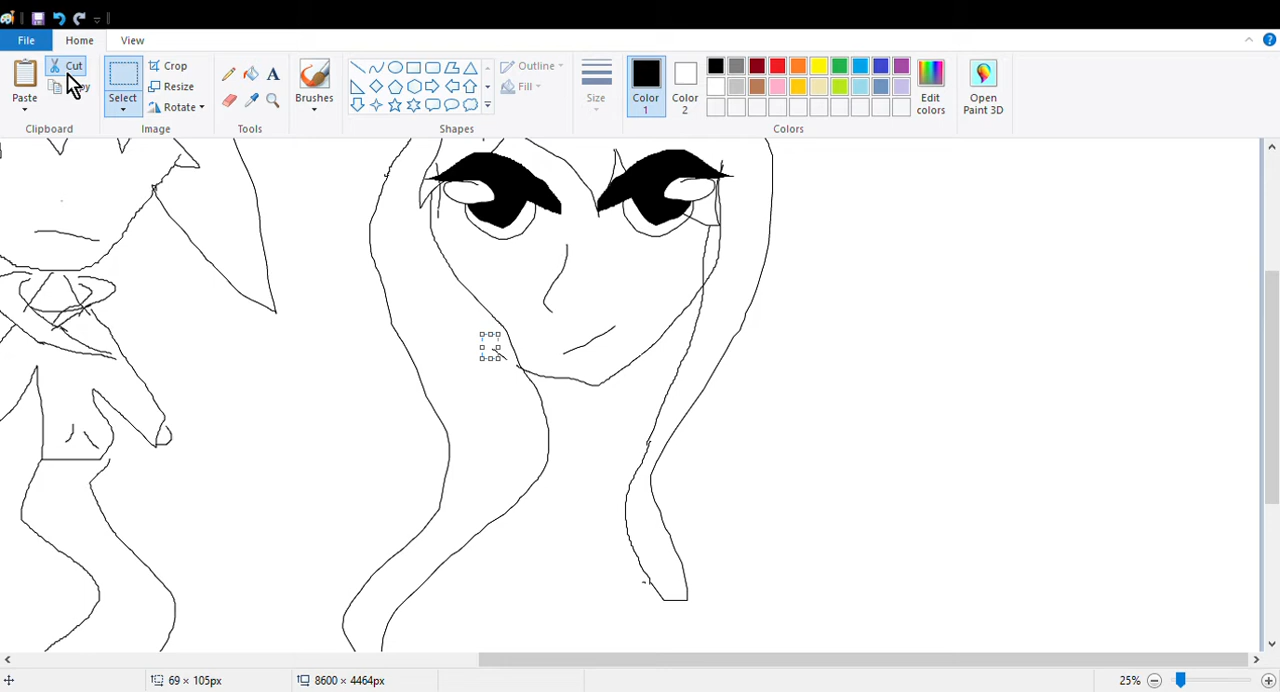 File Home View
Paste Cut Select Crop Resize Rotate A Brushes Outline Fill Size Color 1 Color 2 Edit colors Open Paint 3D
Clipboard Image Tools Shapes Colors
69 × 105px 8600 × 4464px 25%